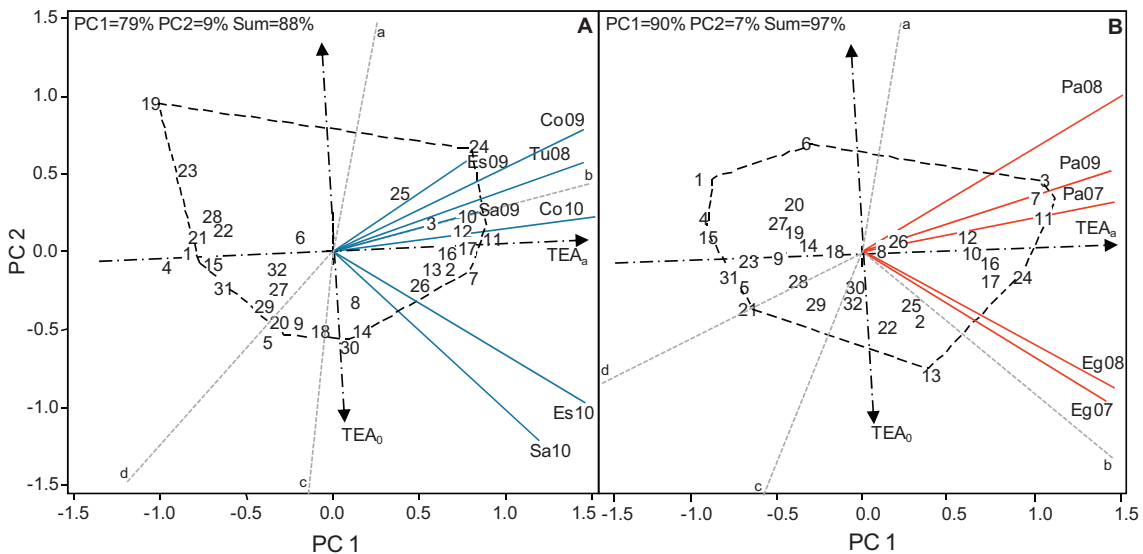 PC1=79% PC2=9% Sum=88%
A
a
19
Co09
24
Tu08
Es09
23
25
b
28
10
Sa09
22
3
Co10
21
6
12
11
1
16
17
TEAa
4
15
32
13
2
7
31
27
26
29
8
20
9
18
14
5
30
Es10
TEA0
Sa10
d
c
PC1=90% PC2=7% Sum=97%
B
a
Pa08
6
Pa09
1
3
7
Pa07
20
4
27
11
19
15
14
26
12
TEAa
18
8
10
23
9
16
31
28
17
24
5
30
21
29
32
25
2
22
Eg08
d
13
Eg07
TEA0
b
c
1.5
1.0
0.5
0.0
-0.5
-1.0
-1.5
PC 2
-1.5 -1.0 -0.5 0.0 0.5 1.0 1.5
-1.5 -1.0 -0.5 0.0 0.5 1.0 1.5
PC 1
PC 1